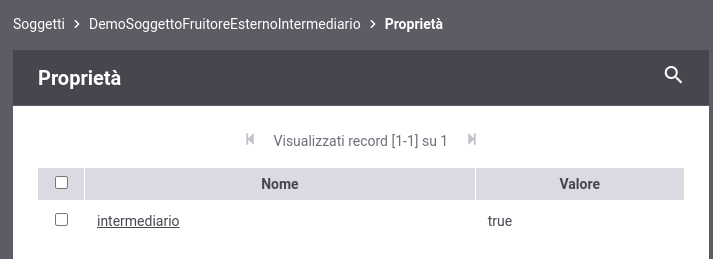 Soggetti > DemoSoggettoFruitoreEsternoIntermediario > Proprietà
Proprietà
Visualizzati record [1-1] su 1
Nome Valore
intermediario true